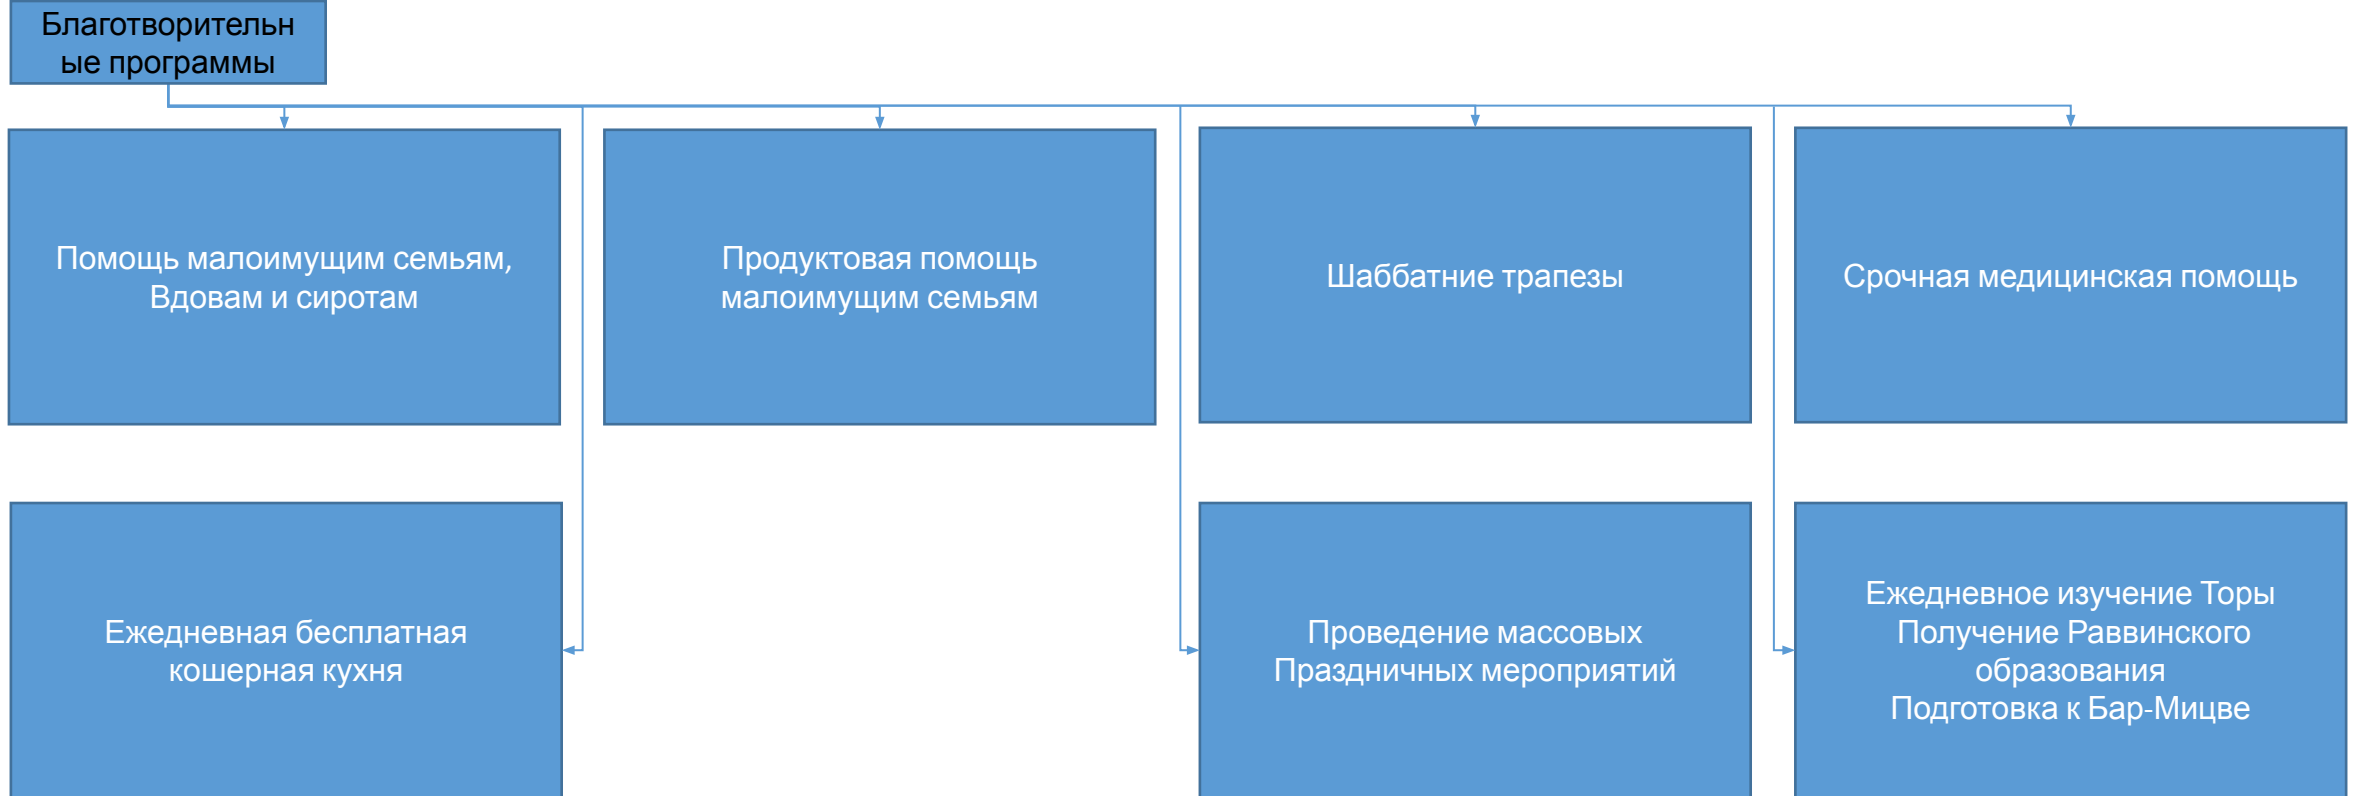 Благотворительн
ые программы
Помощь малоимущим семьям,
Вдовам и сиротам
Продуктовая помощь
малоимущим семьям
Шаббатние трапезы
Срочная медицинская помощь
Ежедневная бесплатная
кошерная кухня
Проведение массовых
Праздничных мероприятий
Ежедневное изучение Торы
Получение Раввинского
образования
Подготовка к Бар-Мицве